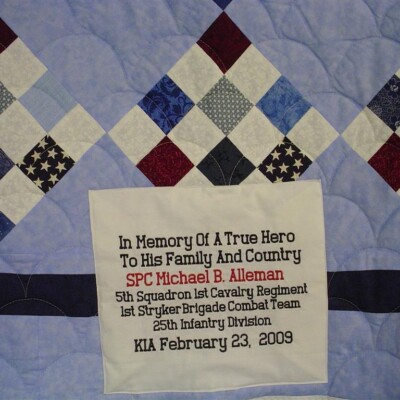 In Memory Of A True Hero
To His Family And Country
SPC Michael B. Alleman
5th Squadron 1st Cavalry Regiment
1st Stryker Brigade Combat Team
25th Infantry Division
KIA February 23, 2009